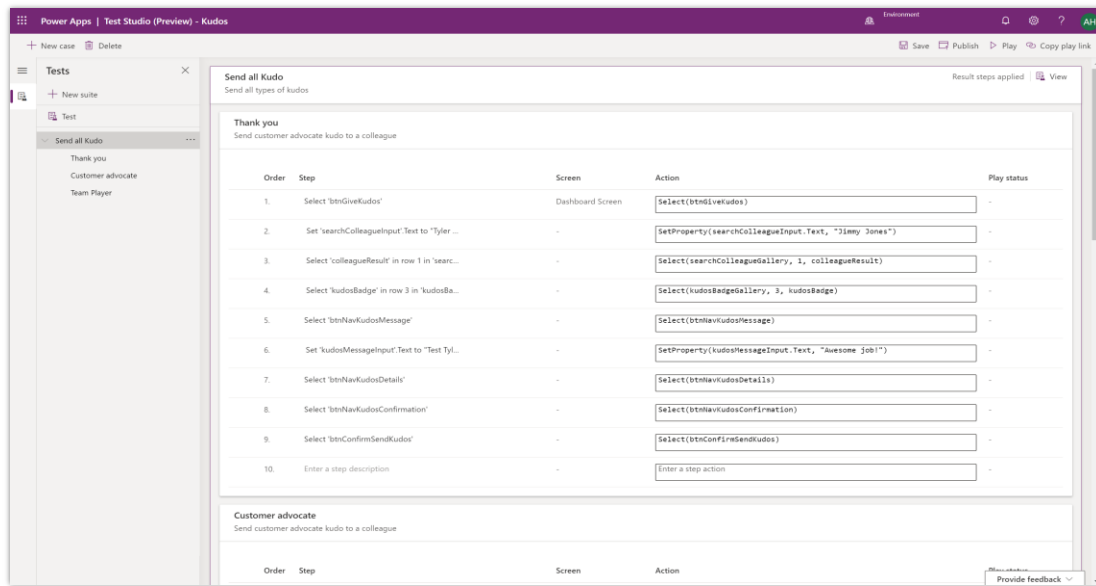 Power Apps | Test Studio (Preview) - Kudos
Environment
? AH
+ New case Delete
Save Publish Play Copy play link
Tests
+ New suite
Test
Send all Kudo ...
Thank you
Customer advocate
Team Player
Send all Kudo
Send all types of kudos
Result steps applied View
Thank you
Send customer advocate kudo to a colleague
Order Step Screen Action Play status
1. Select 'btnGiveKudos' Dashboard Screen Select(btnGiveKudos) -
2. Set 'searchColleagueInput'.Text to "Tyler ... - SetProperty(searchColleagueInput.Text, "Jimmy Jones") -
3. Select 'colleagueResult' in row 1 in 'searc... - Select(searchColleagueGallery, 1, colleagueResult) -
4. Select 'kudosBadge' in row 3 in 'kudosBa... - Select(kudosBadgeGallery, 3, kudosBadge) -
5. Select 'btnNavKudosMessage' - Select(btnNavKudosMessage) -
6. Set 'kudosMessageInput'.Text to "Test Tyl... - SetProperty(kudosMessageInput.Text, "Awesome job!") -
7. Select 'btnNavKudosDetails' - Select(btnNavKudosDetails) -
8. Select 'btnNavKudosConfirmation' - Select(btnNavKudosConfirmation) -
9. Select 'btnConfirmSendKudos' - Select(btnConfirmSendKudos) -
10. Enter a step description - Enter a step action -
Customer advocate
Send customer advocate kudo to a colleague
Order Step Screen Action Play status
Provide feedback